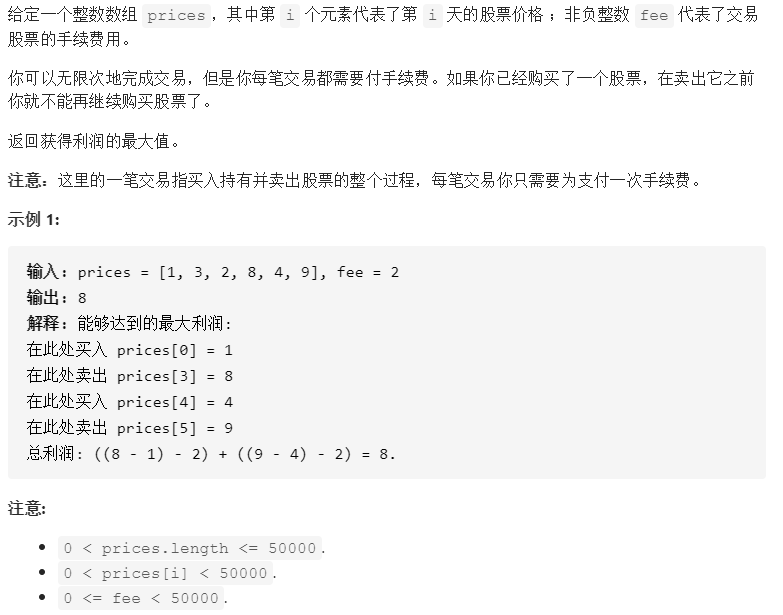 给定一个整数数组 prices，其中第 i 个元素代表了第 i 天的股票价格 ；非负整数 fee 代表了交易
股票的手续费用。
你可以无限次地完成交易，但是你每笔交易都需要付手续费。如果你已经购买了一个股票，在卖出它之前
你就不能再继续购买股票了。
返回获得利润的最大值。
注意：这里的一笔交易指买入持有并卖出股票的整个过程，每笔交易你只需要为支付一次手续费。
示例 1:
输入: prices = [1, 3, 2, 8, 4, 9], fee = 2
输出: 8
解释: 能够达到的最大利润:
在此处买入 prices[0] = 1
在此处卖出 prices[3] = 8
在此处买入 prices[4] = 4
在此处卖出 prices[5] = 9
总利润: ((8 - 1) - 2) + ((9 - 4) - 2) = 8.
注意:
• 0 < prices.length <= 50000.
• 0 < prices[i] < 50000.
• 0 <= fee < 50000.